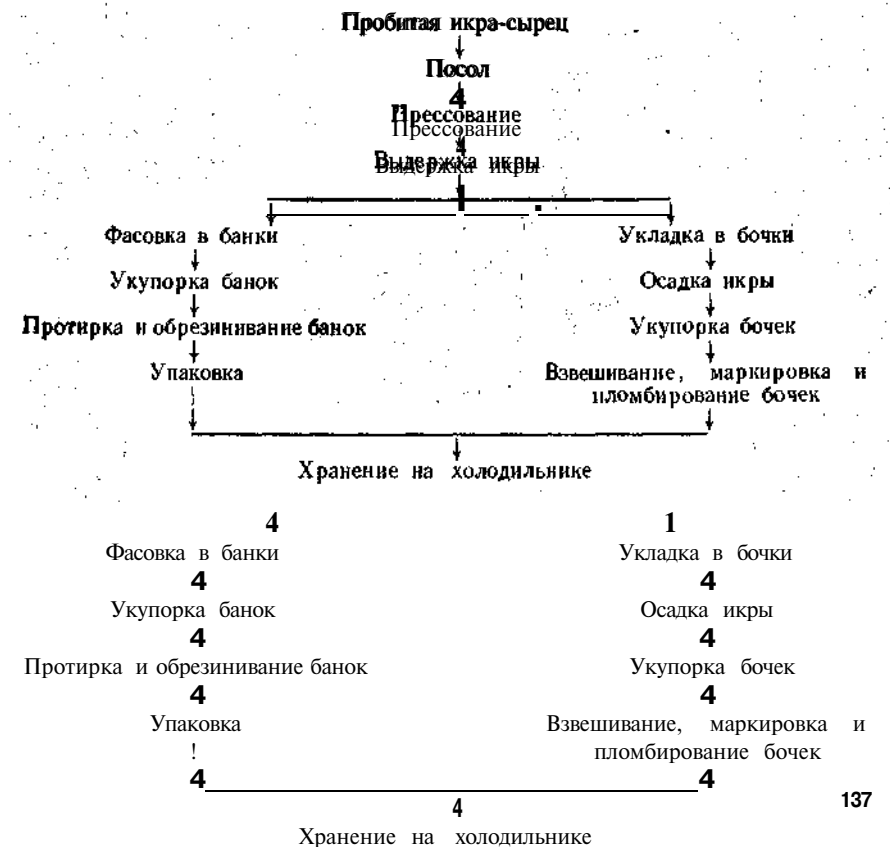 Пробитая икра-сырец
Посол
4
Прессование
Прессование
4
Выдержка икры
Выдержка икры
Фасовка в банки Укладка в бочки
Укупорка банок Осадка икры
Протирка и обрезинивание банок Укупорка бочек
Упаковка Взвешивание, маркировка и
пломбирование бочек
Хранение на холодильнике
4 1
Фасовка в банки Укладка в бочки
4 4
Укупорка банок Осадка икры
4 4
Протирка и обрезинивание банок Укупорка бочек
4 4
Упаковка Взвешивание, маркировка и
! пломбирование бочек
4 4
137
4
Хранение на холодильнике